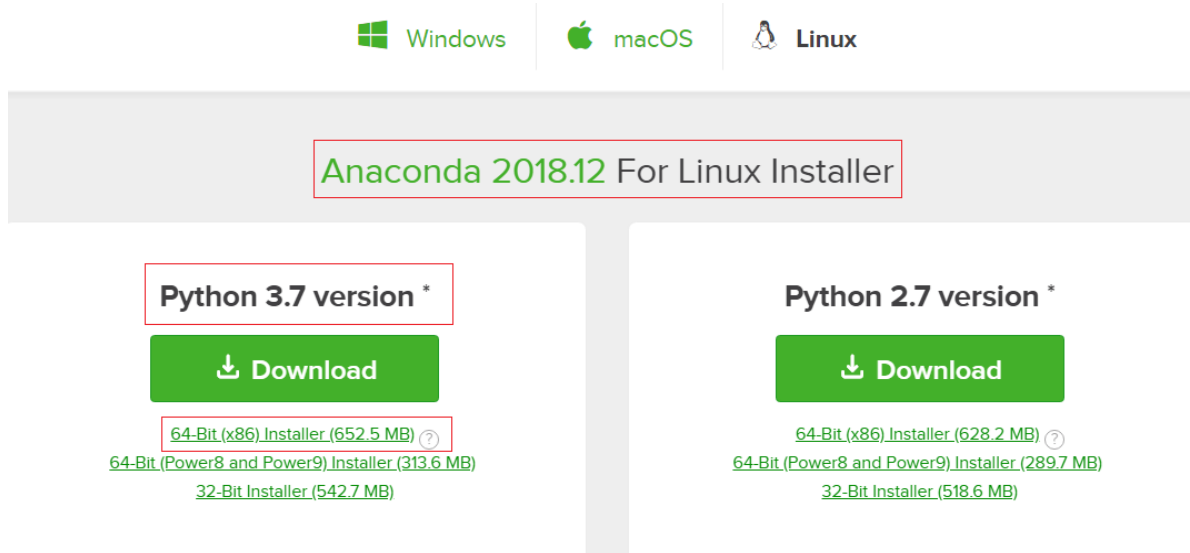 Windows macOS Linux
Anaconda 2018.12 For Linux Installer
Python 3.7 version *
Download
64-Bit (x86) Installer (652.5 MB) ?
64-Bit (Power8 and Power9) Installer (313.6 MB)
32-Bit Installer (542.7 MB)
Python 2.7 version *
Download
64-Bit (x86) Installer (628.2 MB) ?
64-Bit (Power8 and Power9) Installer (289.7 MB)
32-Bit Installer (518.6 MB)